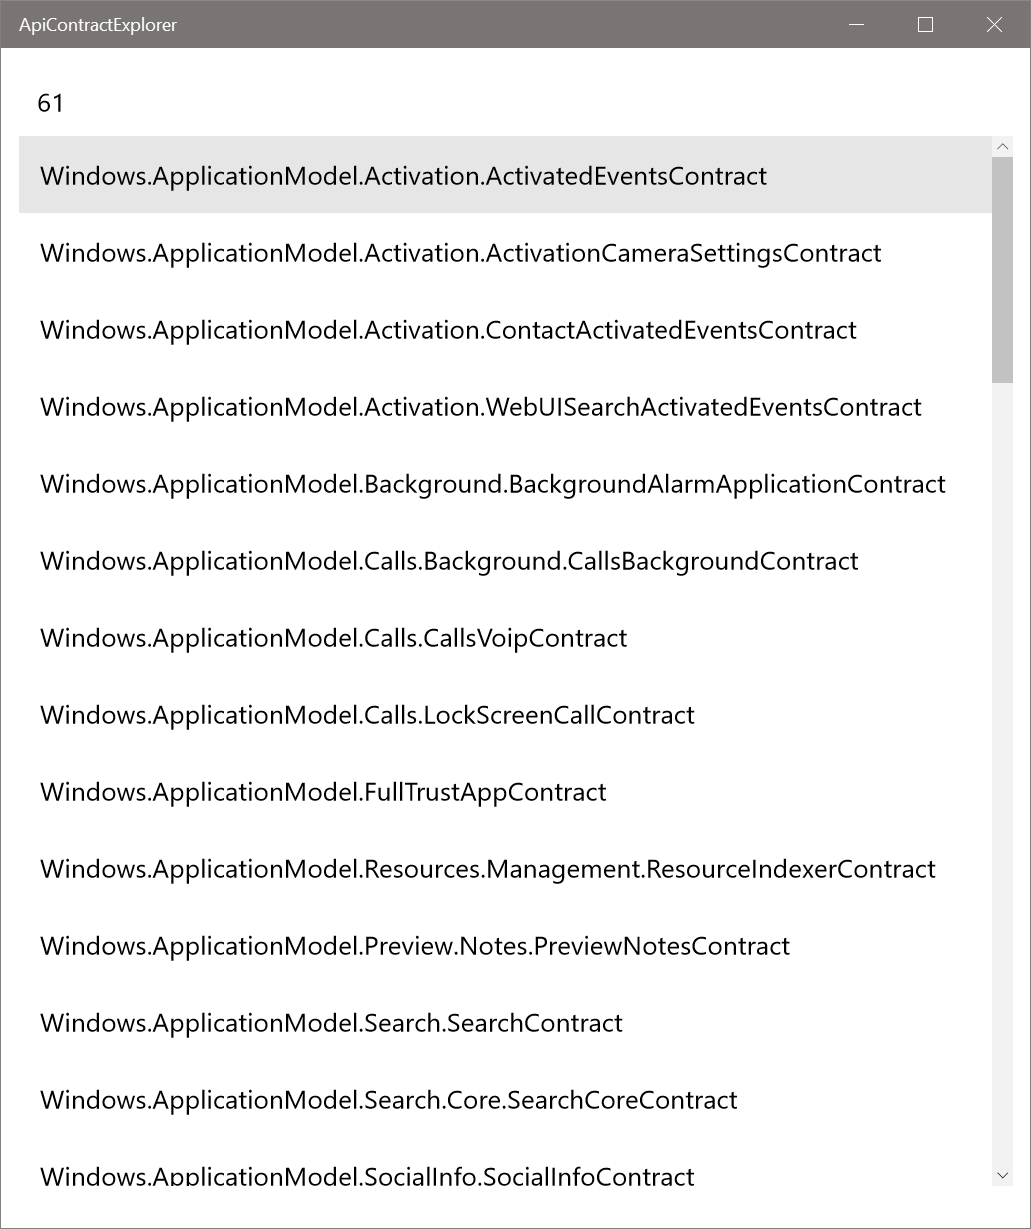 ApiContractExplorer
61
Windows.ApplicationModel.Activation.ActivatedEventsContract
Windows.ApplicationModel.Activation.ActivationCameraSettingsContract
Windows.ApplicationModel.Activation.ContactActivatedEventsContract
Windows.ApplicationModel.Activation.WebUISearchActivatedEventsContract
Windows.ApplicationModel.Background.BackgroundAlarmApplicationContract
Windows.ApplicationModel.Calls.Background.CallsBackgroundContract
Windows.ApplicationModel.Calls.CallsVoipContract
Windows.ApplicationModel.Calls.LockScreenCallContract
Windows.ApplicationModel.FullTrustAppContract
Windows.ApplicationModel.Resources.Management.ResourceIndexerContract
Windows.ApplicationModel.Preview.Notes.PreviewNotesContract
Windows.ApplicationModel.Search.SearchContract
Windows.ApplicationModel.Search.Core.SearchCoreContract
Windows.ApplicationModel.SocialInfo.SocialInfoContract